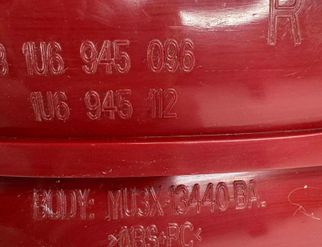 R
1U6 945 096
1U6 945 112
BODY: MU3X-13440-BA.
>ABS+PC<